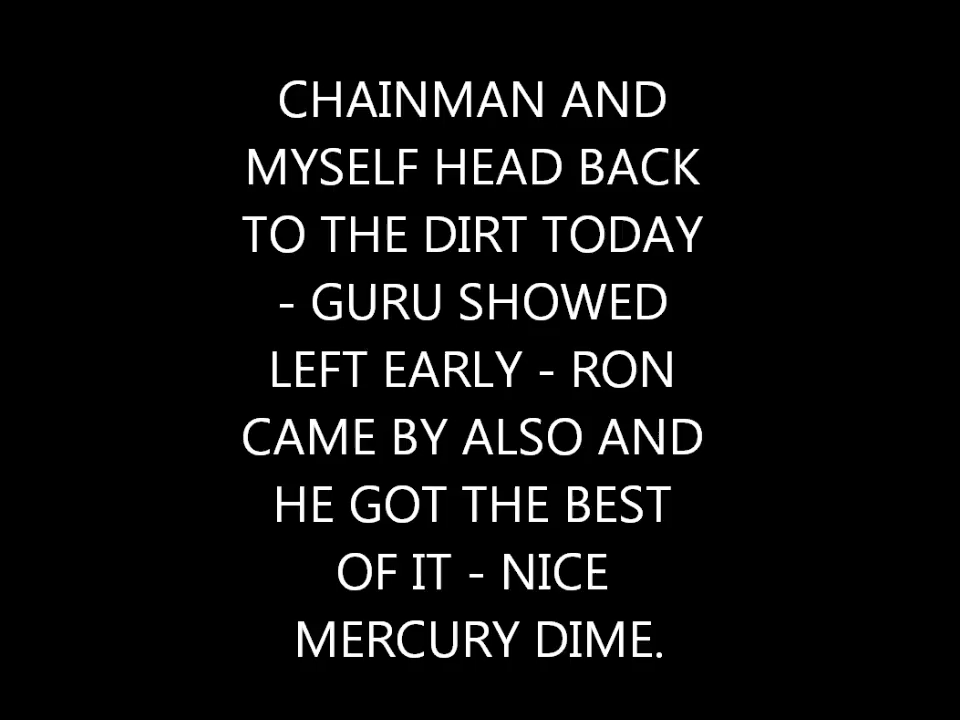 CHAINMAN AND
MYSELF HEAD BACK
TO THE DIRT TODAY
- GURU SHOWED
LEFT EARLY - RON
CAME BY ALSO AND
HE GOT THE BEST
OF IT - NICE
MERCURY DIME.